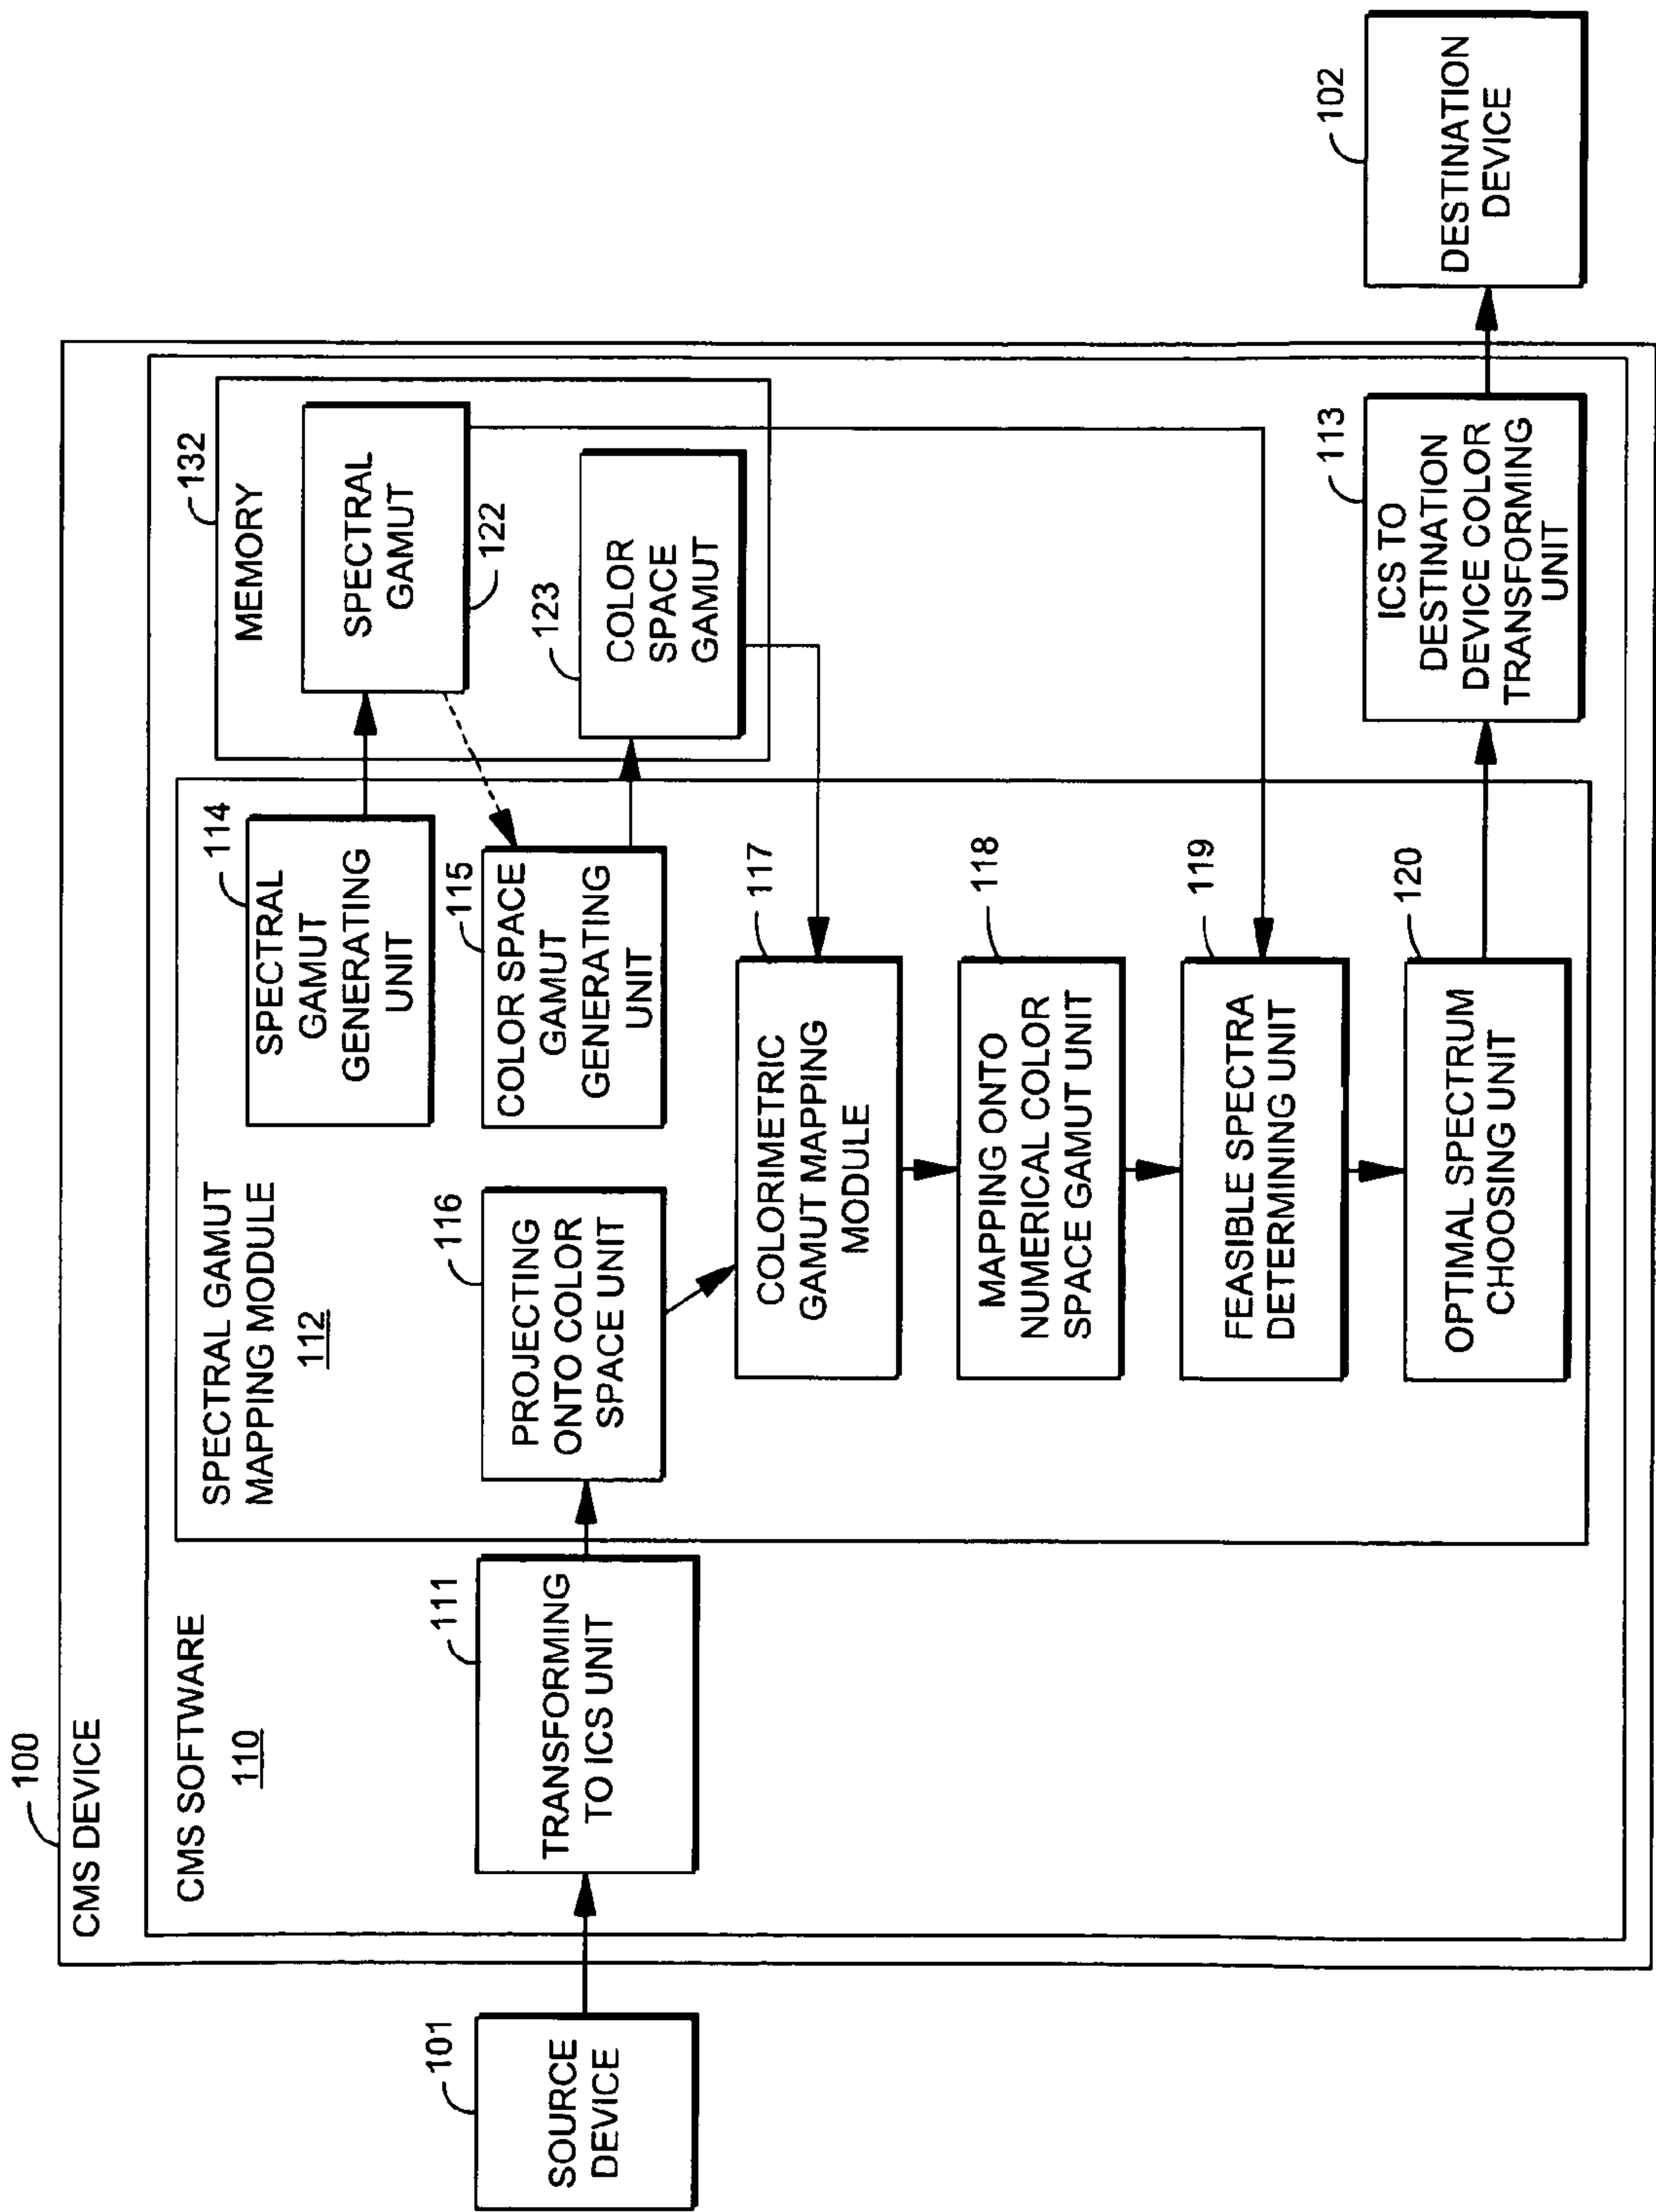 100
CMS DEVICE
CMS SOFTWARE
110
101
SOURCE
DEVICE
111
TRANSFORMING
TO ICS UNIT
SPECTRAL GAMUT
MAPPING MODULE
112
116
PROJECTING
ONTO COLOR
SPACE UNIT
114
SPECTRAL
GAMUT
GENERATING
UNIT
115
COLOR SPACE
GAMUT
GENERATING
UNIT
132
MEMORY
SPECTRAL
GAMUT
122
123
COLOR
SPACE
GAMUT
117
COLORIMETRIC
GAMUT MAPPING
MODULE
118
MAPPING ONTO
NUMERICAL COLOR
SPACE GAMUT UNIT
119
FEASIBLE SPECTRA
DETERMINING UNIT
120
OPTIMAL SPECTRUM
CHOOSING UNIT
113
ICS TO
DESTINATION
DEVICE COLOR
TRANSFORMING
UNIT
102
DESTINATION
DEVICE